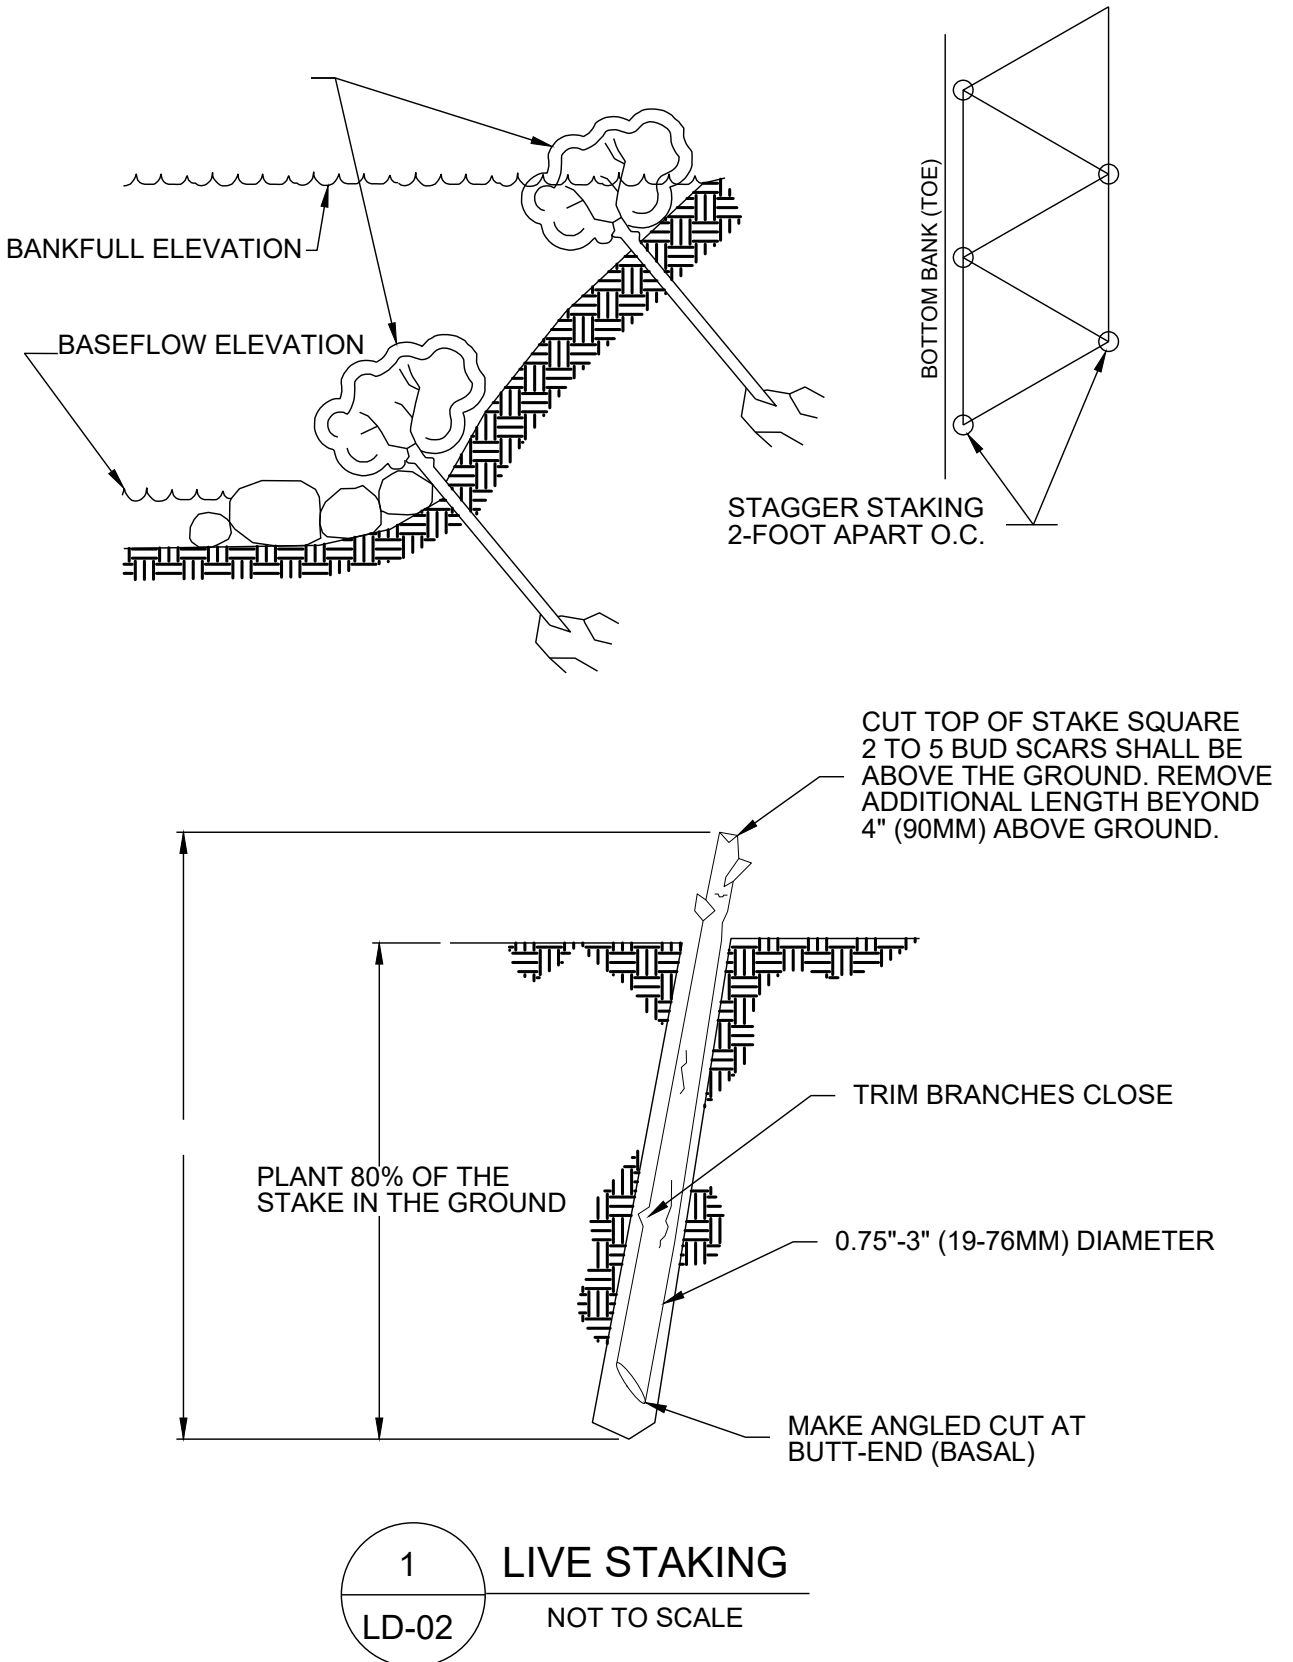 BANKFULL ELEVATION
BASEFLOW ELEVATION
BOTTOM BANK (TOE)
STAGGER STAKING
2-FOOT APART O.C.
CUT TOP OF STAKE SQUARE
2 TO 5 BUD SCARS SHALL BE
ABOVE THE GROUND. REMOVE
ADDITIONAL LENGTH BEYOND
4" (90MM) ABOVE GROUND.
TRIM BRANCHES CLOSE
PLANT 80% OF THE
STAKE IN THE GROUND
0.75"-3" (19-76MM) DIAMETER
MAKE ANGLED CUT AT
BUTT-END (BASAL)
1
LD-02
LIVE STAKING
NOT TO SCALE